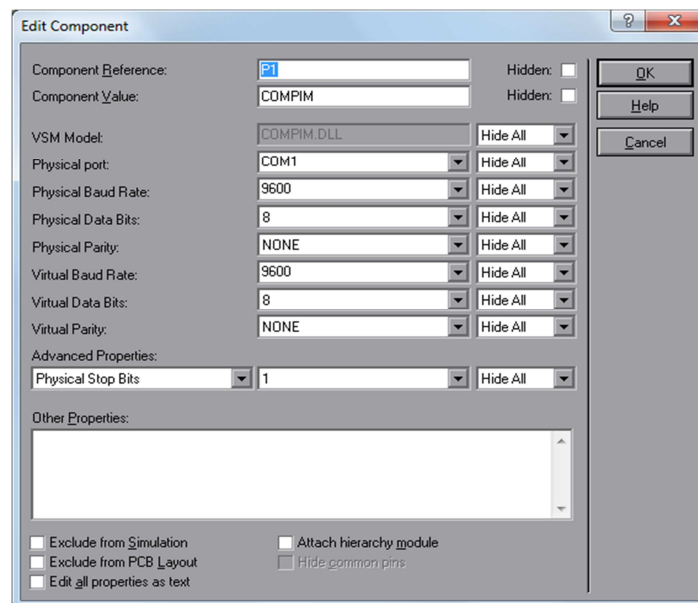 Edit Component
?
Component Reference: P1 Hidden:
Component Value: COMPIM Hidden:
VSM Model: COMPIM.DLL Hide All
Physical port: COM1 Hide All
Physical Baud Rate: 9600 Hide All
Physical Data Bits: 8 Hide All
Physical Parity: NONE Hide All
Virtual Baud Rate: 9600 Hide All
Virtual Data Bits: 8 Hide All
Virtual Parity: NONE Hide All
Advanced Properties:
Physical Stop Bits 1 Hide All
Other Properties:
Exclude from Simulation Attach hierarchy module
Exclude from PCB Layout Hide common pins
Edit all properties as text
OK
Help
Cancel